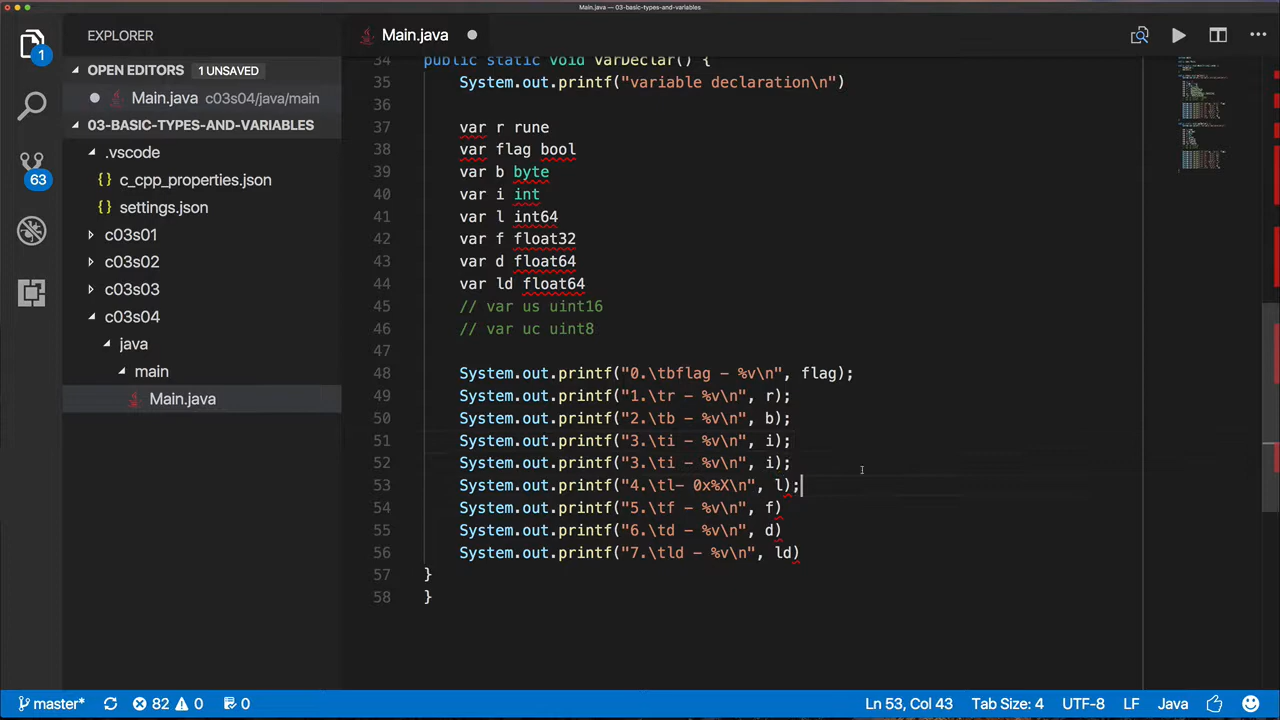 Main.java — 03-basic-types-and-variables
EXPLORER
Main.java
1
OPEN EDITORS 1 UNSAVED
Main.java c03s04/java/main
03-BASIC-TYPES-AND-VARIABLES
.vscode
{} c_cpp_properties.json
{} settings.json
c03s01
c03s02
c03s03
c03s04
java
main
Main.java
63
34 public static void varDeclar() {
35 System.out.printf("variable declaration\n")
36
37 var r rune
38 var flag bool
39 var b byte
40 var i int
41 var l int64
42 var f float32
43 var d float64
44 var ld float64
45 // var us uint16
46 // var uc uint8
47
48 System.out.printf("0.\tbflag - %v\n", flag);
49 System.out.printf("1.\tr - %v\n", r);
50 System.out.printf("2.\tb - %v\n", b);
51 System.out.printf("3.\ti - %v\n", i);
52 System.out.printf("3.\ti - %v\n", i);
53 System.out.printf("4.\tl- 0x%X\n", l);
54 System.out.printf("5.\tf - %v\n", f)
55 System.out.printf("6.\td - %v\n", d)
56 System.out.printf("7.\tld - %v\n", ld)
57 }
58 }
master* 82 0 0 Ln 53, Col 43 Tab Size: 4 UTF-8 LF Java